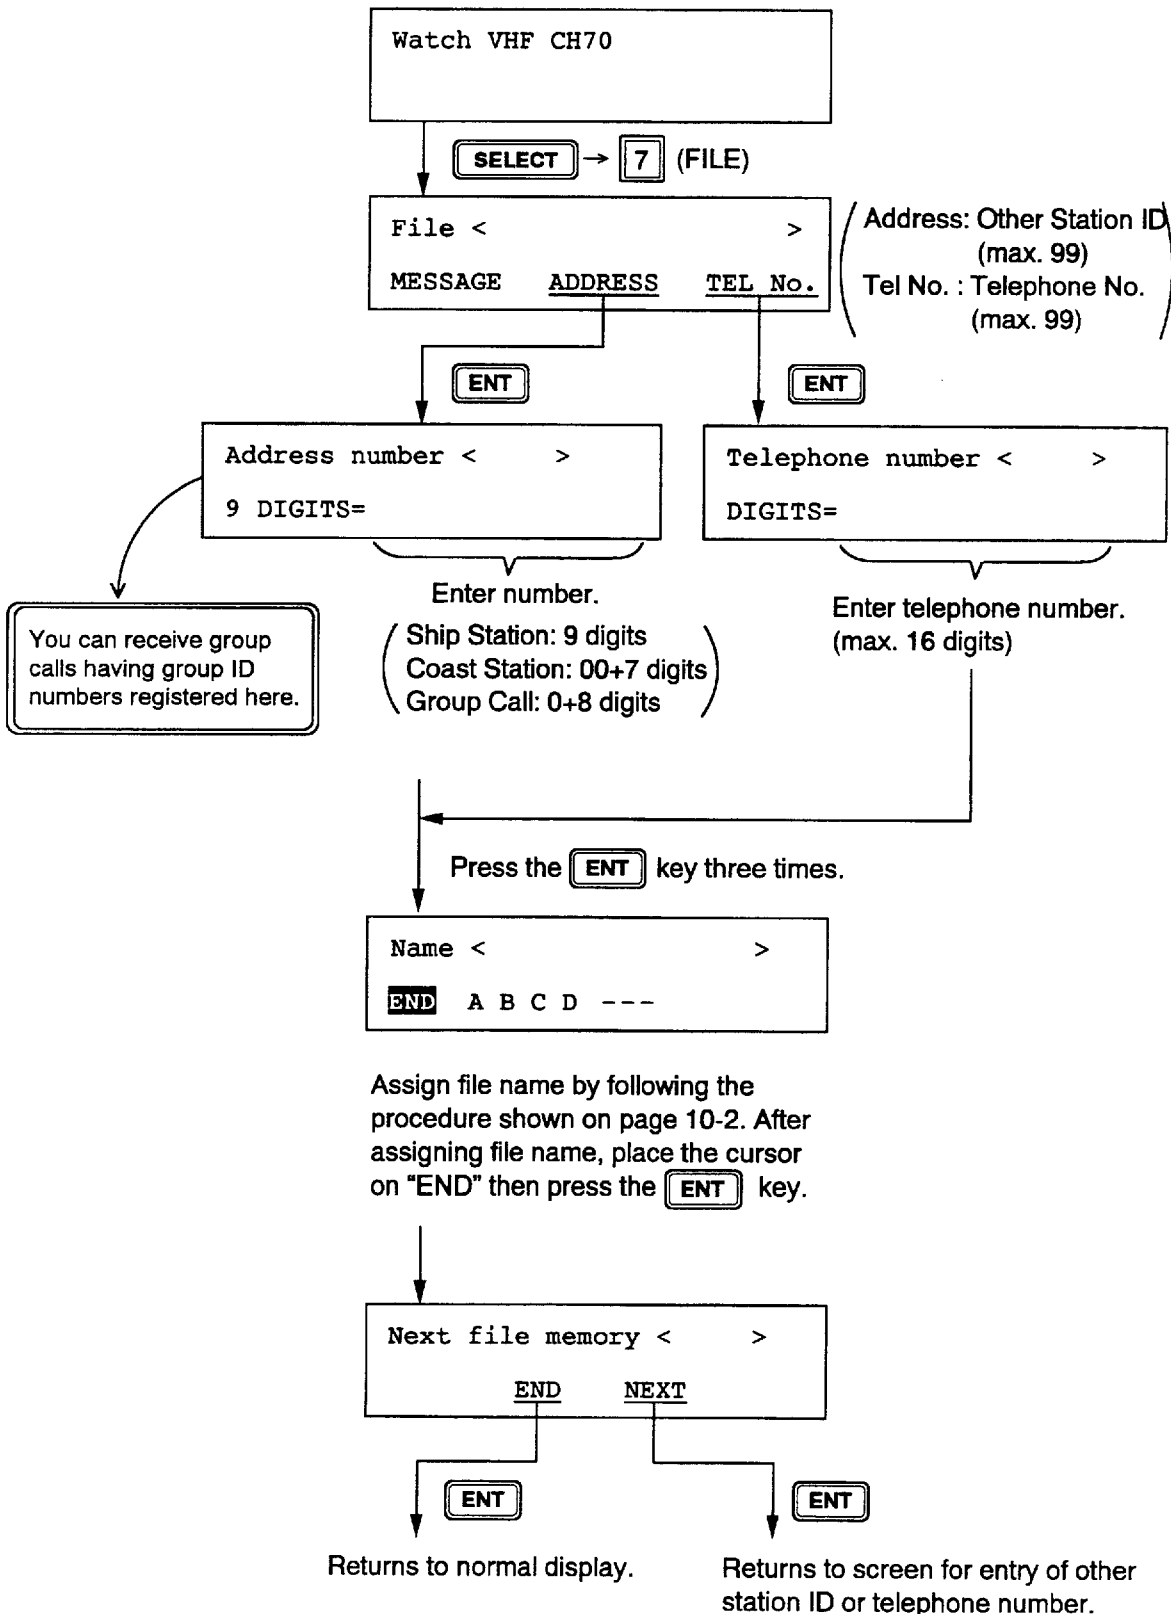 Watch VHF CH70
SELECT → 7 (FILE)
File < >
MESSAGE ADDRESS TEL No.
Address: Other Station ID
(max. 99)
Tel No. : Telephone No.
(max. 99)
ENT
ENT
Address number < >
9 DIGITS=
Telephone number < >
DIGITS=
You can receive group
calls having group ID
numbers registered here.
Enter number.
Ship Station: 9 digits
Coast Station: 00+7 digits
Group Call: 0+8 digits
Enter telephone number.
(max. 16 digits)
Press the ENT key three times.
Name < >
END A B C D ---
Assign file name by following the
procedure shown on page 10-2. After
assigning file name, place the cursor
on "END" then press the ENT key.
Next file memory < >
END NEXT
ENT
ENT
Returns to normal display.
Returns to screen for entry of other
station ID or telephone number.